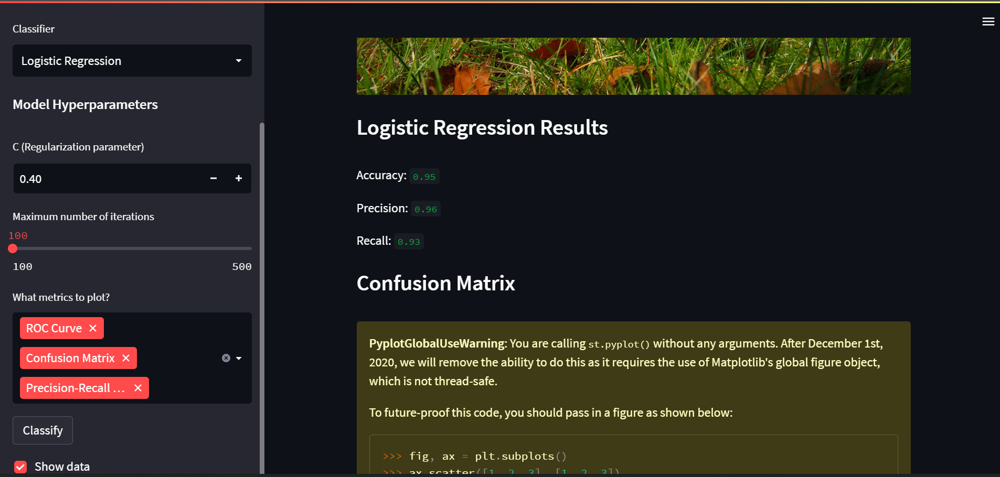 Classifier
Logistic Regression
Model Hyperparameters
C (Regularization parameter)
0.40
Maximum number of iterations
100
100 500
What metrics to plot?
ROC Curve
Confusion Matrix
Precision-Recall ...
Classify
Show data
Logistic Regression Results
Accuracy: 0.95
Precision: 0.96
Recall: 0.93
Confusion Matrix
PyplotGlobalUseWarning: You are calling st.pyplot() without any arguments. After December 1st,
2020, we will remove the ability to do this as it requires the use of Matplotlib's global figure object,
which is not thread-safe.
To future-proof this code, you should pass in a figure as shown below:
>>> fig, ax = plt.subplots()
>>> ax.scatter([1, 2, 3], [1, 2, 3])